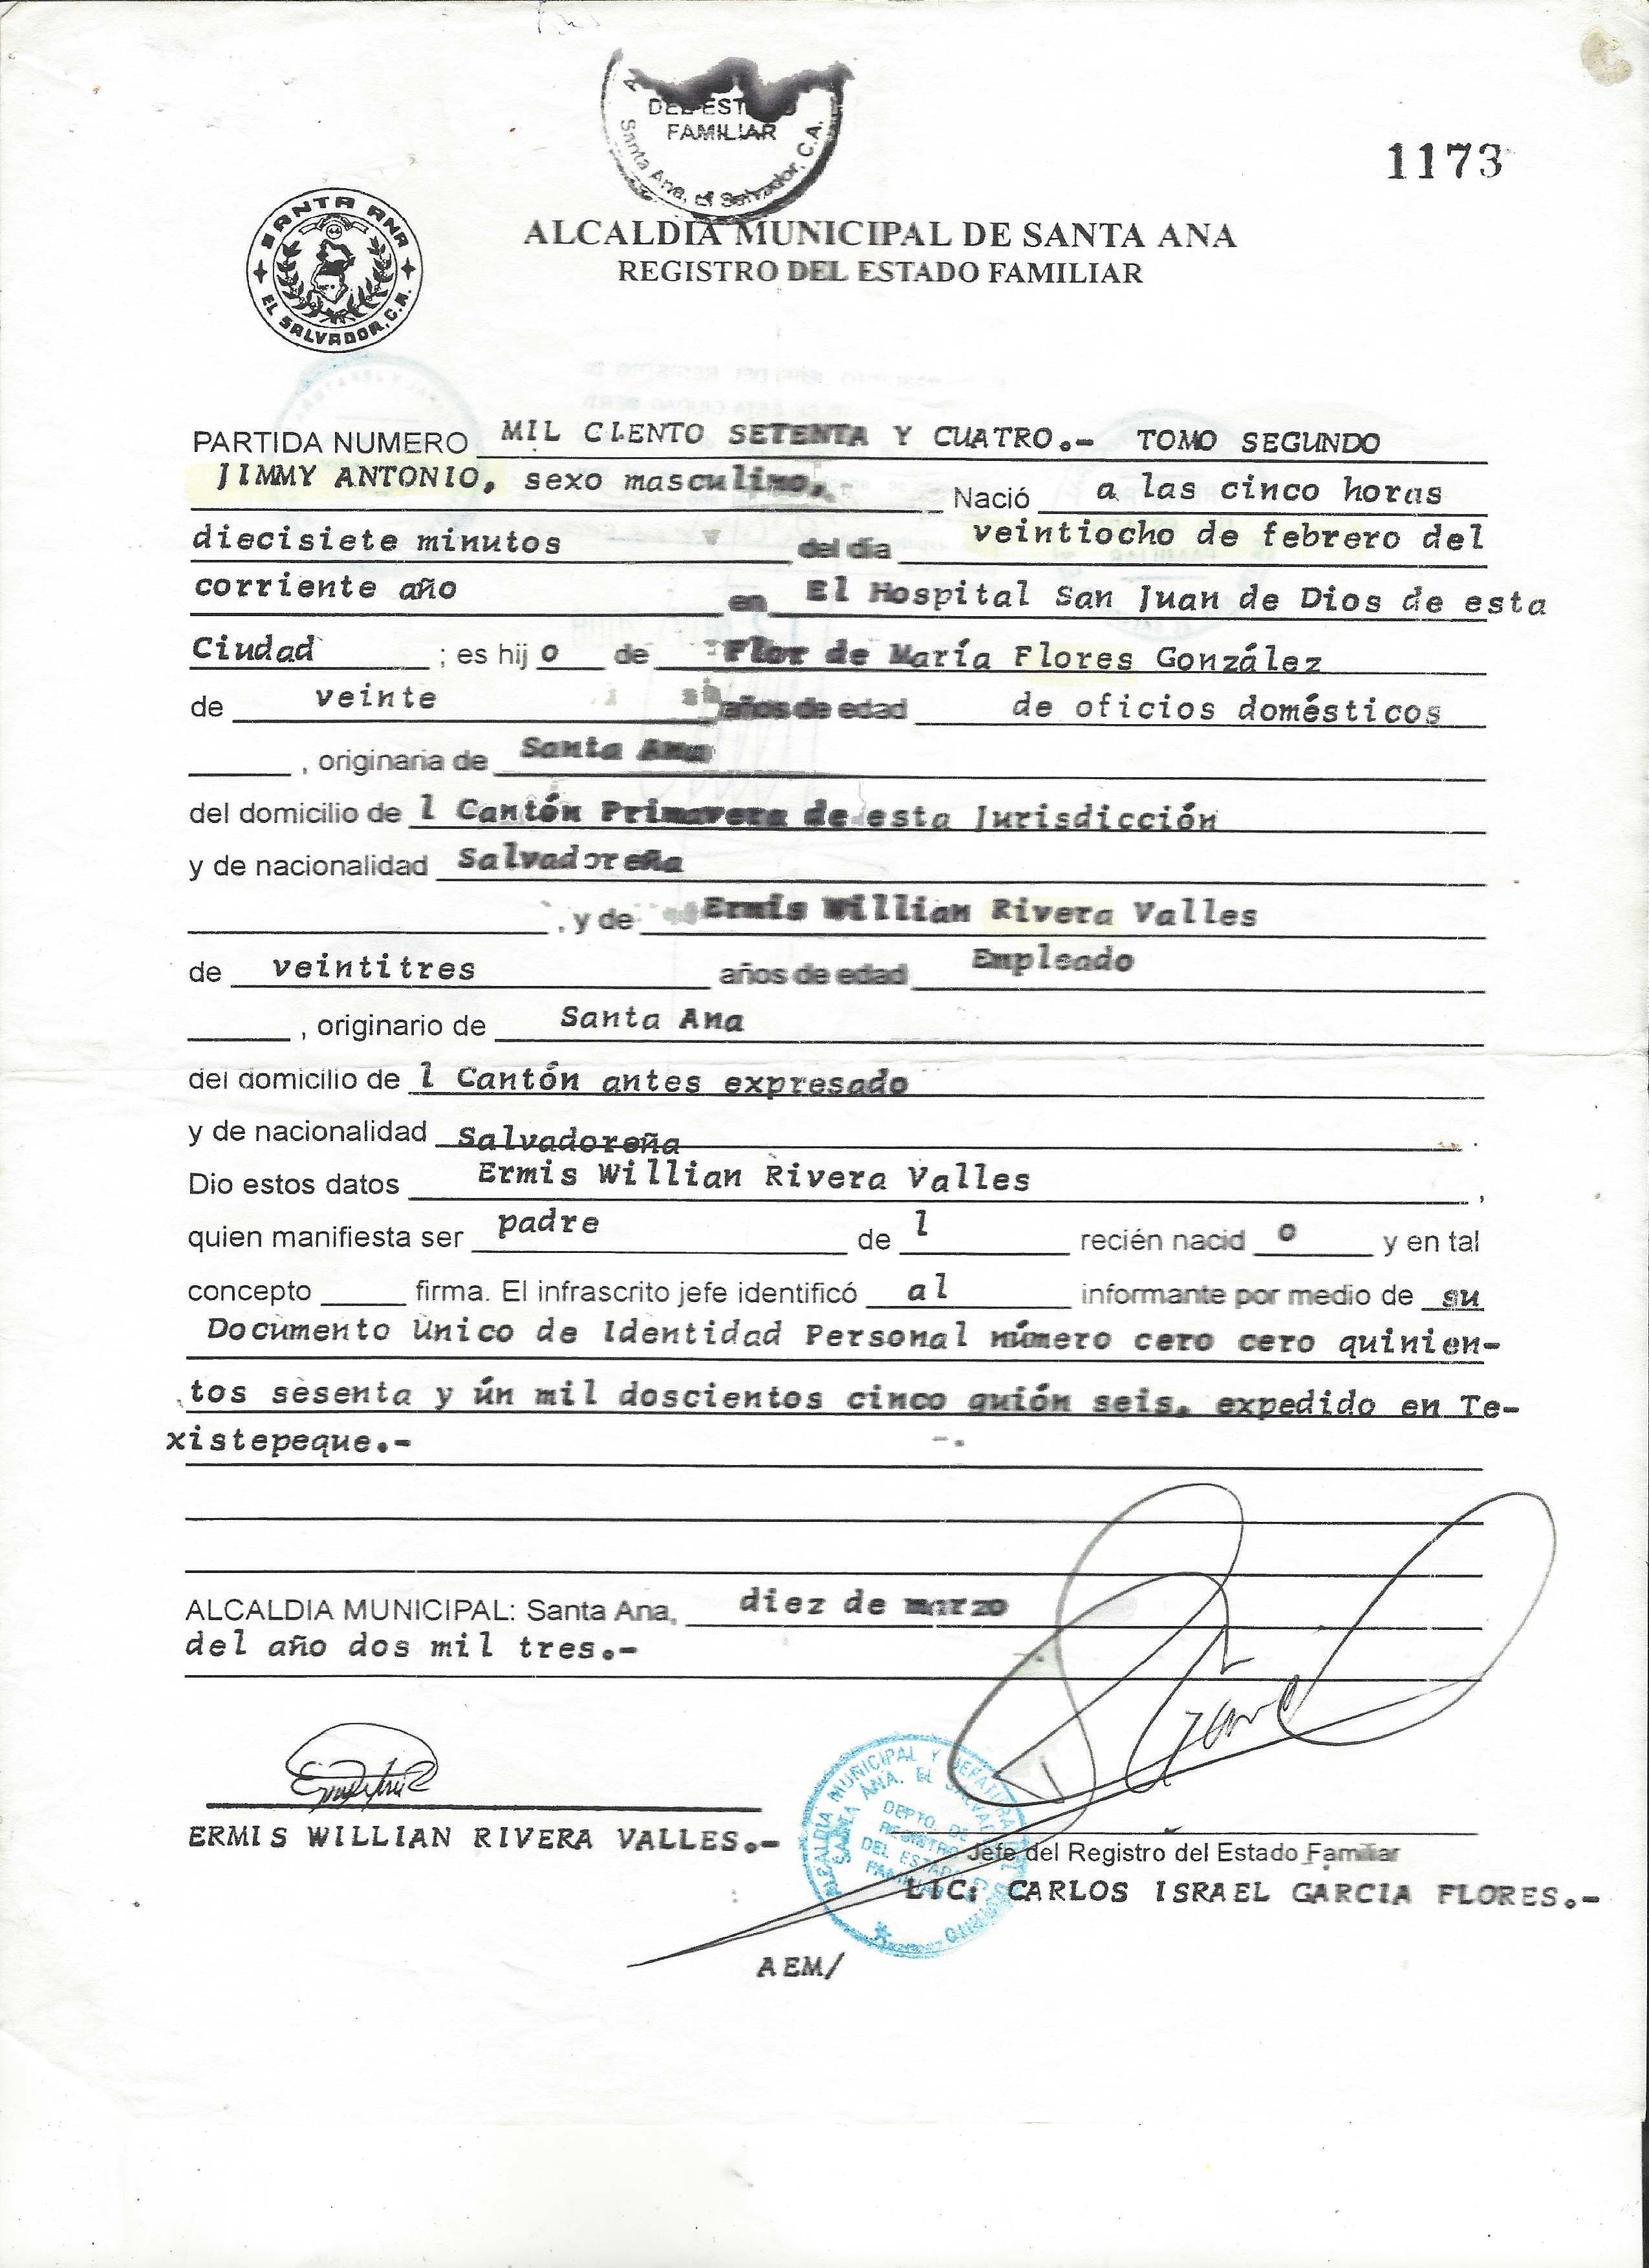 DEL ESTADO
FAMILIAR
Santa Ana, El Salvador, C.A.
1173
SANTA ANA
EL SALVADOR, C.A.
ALCALDIA MUNICIPAL DE SANTA ANA
REGISTRO DEL ESTADO FAMILIAR
PARTIDA NUMERO MIL CIENTO SETENTA Y CUATRO.- TOMO SEGUNDO
JIMMY ANTONIO, sexo masculino, Nació a las cinco horas
diecisiete minutos del día veintiocho de febrero del
corriente año en El Hospital San Juan de Dios de esta
Ciudad ; es hij o de Flor de María Flores González
de veinte años de edad de oficios domésticos
, originaria de Santa Ana
del domicilio de l Cantón Primavera de esta Jurisdicción
y de nacionalidad Salvadoreña
, y de Ermis Willian Rivera Valles
de veintitres años de edad Empleado
, originario de Santa Ana
del domicilio de l Cantón antes expresado
y de nacionalidad Salvadoreña .
Dio estos datos Ermis Willian Rivera Valles ,
quien manifiesta ser padre de l recién nacid o y en tal
concepto firma. El infrascrito jefe identificó al informante por medio de su
Documento Unico de Identidad Personal número cero cero quinien-
tos sesenta y ún mil doscientos cinco guión seis, expedido en Te-
xistepeque.- -.
ALCALDIA MUNICIPAL: Santa Ana, diez de marzo
del año dos mil tres.-
ERMIS WILLIAN RIVERA VALLES.-
ALCALDIA MUNICIPAL Y JEFATURA DEL DISTRITO
SANTA ANA, EL SALVADOR
DEPTO. DE
REGISTRO
DEL ESTADO
FAMILIAR
Jefe del Registro del Estado Familiar
LIC: CARLOS ISRAEL GARCIA FLORES.-
AEM/